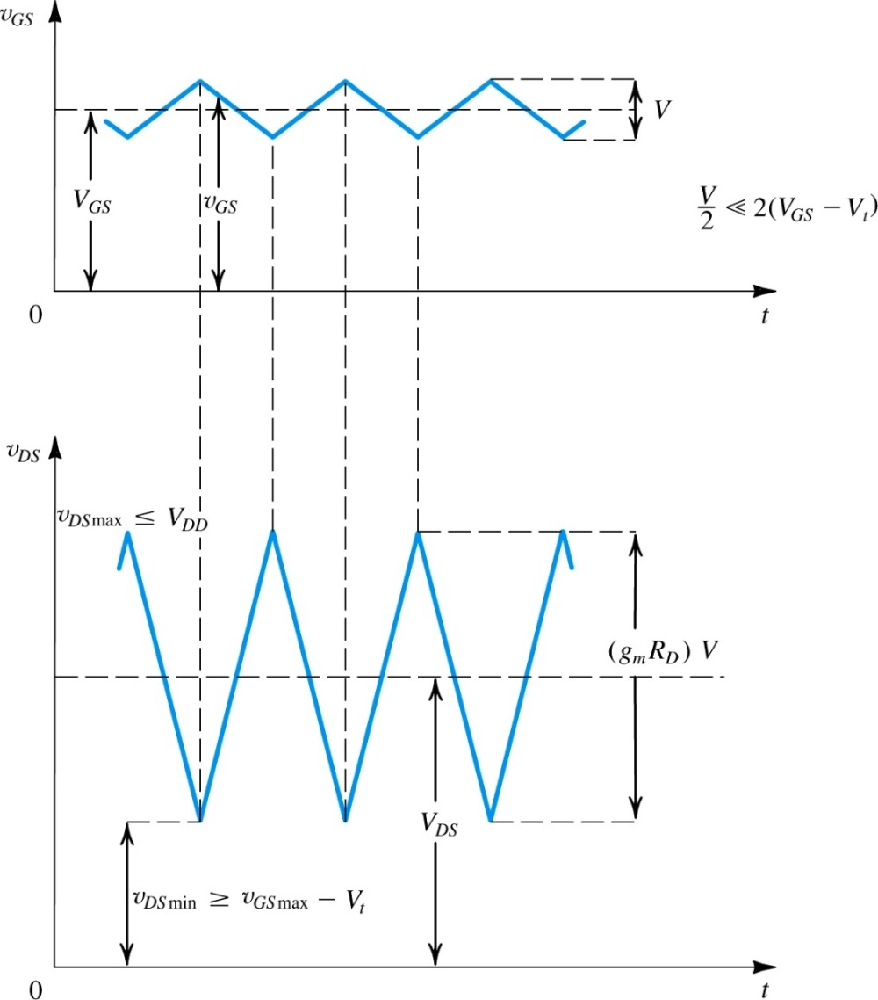 v_GS
V
V_GS
v_GS
V/2 ≪ 2(V_GS − V_t)
0
t
v_DS
v_DSmax ≤ V_DD
(g_m R_D) V
V_DS
v_DSmin ≥ v_GSmax − V_t
0
t